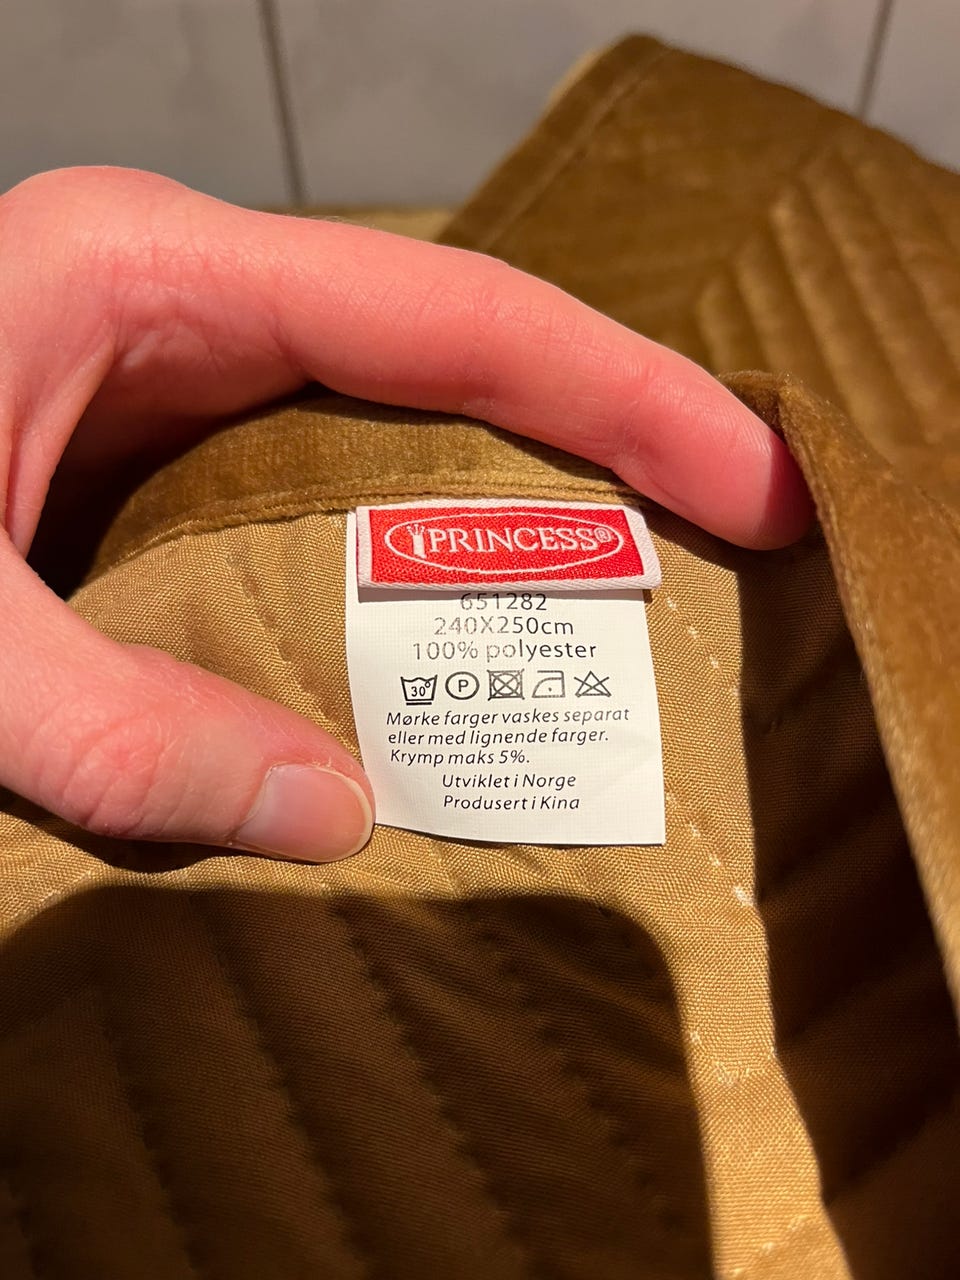 PRINCESS®
651282
240X250cm
100% polyester
30° P
Mørke farger vaskes separat
eller med lignende farger.
Krymp maks 5%.
Utviklet i Norge
Produsert i Kina